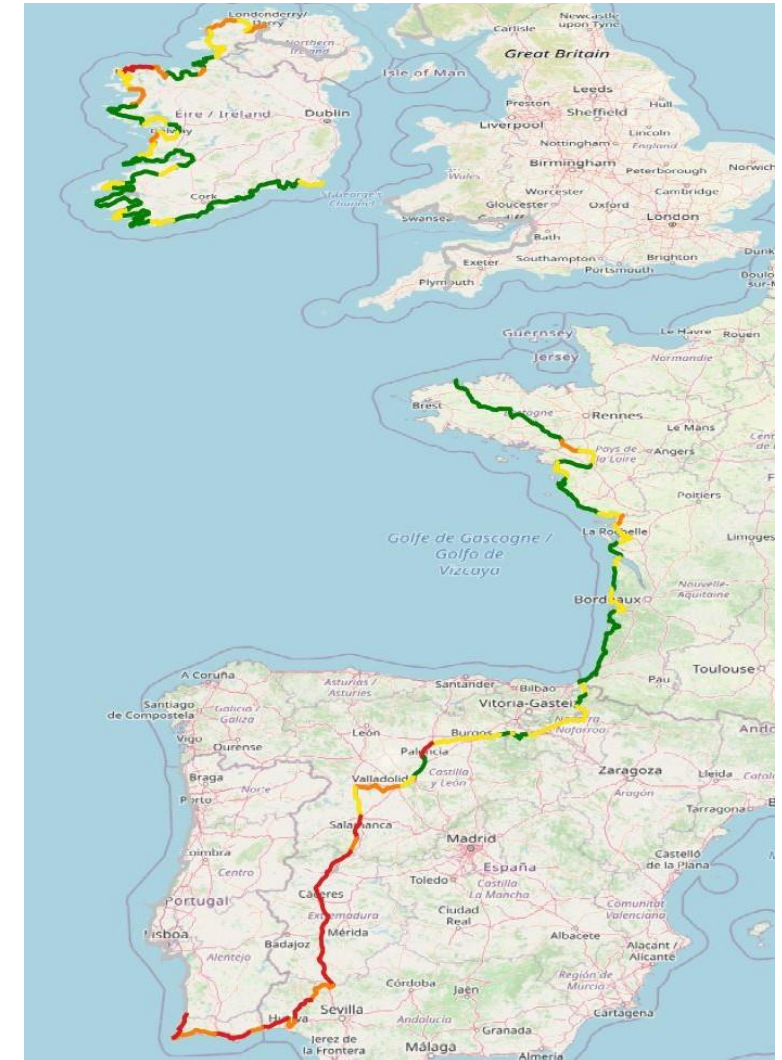 Londonderry/
Derry
Northern
Ireland
Newcastle
upon Tyne
Carlisle
Great Britain
Isle of Man
Leeds
Preston
Hull
Sheffield
Éire / Ireland
Dublin
Liverpool
Lincoln
Nottingham
England
Birmingham
Peterborough
Norwich
Wales
Worcester
Cambridge
Cork
St George's
Channel
Gloucester
Oxford
Swansea
London
Bath
Exeter
Southampton
Brighton
Portsmouth
Plymouth
Guernsey
Le Havre
Rouen
Jersey
Normandie
Brest
Rennes
Le Mans
Pays de
la Loire
Angers
Poitiers
Golfe de Gascogne /
Golfo de
Vizcaya
La Rochelle
Limoges
Bordeaux
Nouvelle-
Aquitaine
Toulouse
A Coruña
Asturias /
Asturies
Santander
Bilbao
Pau
Santiago
de Compostela
Galicia /
Galiza
León
Burgos
Vitoria-Gasteiz
Nafarroa
Vigo
Ourense
Palencia
Zaragoza
Lleida
Braga
Norte
Valladolid
Castilla
y León
Aragón
Porto
Tarragona
Salamanca
Coimbra
Madrid
Centro
España
Castelló
de la Plana
Toledo
Castilla
La Mancha
Portugal
Cáceres
Extremadura
Ciudad
Real
Comunitat
Valenciana
Lisboa
Badajoz
Mérida
Albacete
Alacant /
Alicante
Alentejo
Córdoba
Jaén
Región de
Murcia
Huelva
Sevilla
Andalucía
Granada
Cartagena
Jerez de
la Frontera
Málaga
Almería